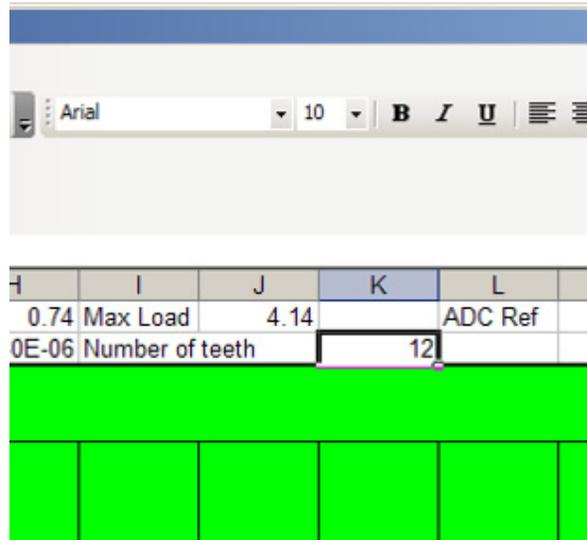 Arial 10 B I U
H I J K L
0.74 Max Load 4.14 ADC Ref
0E-06 Number of teeth 12